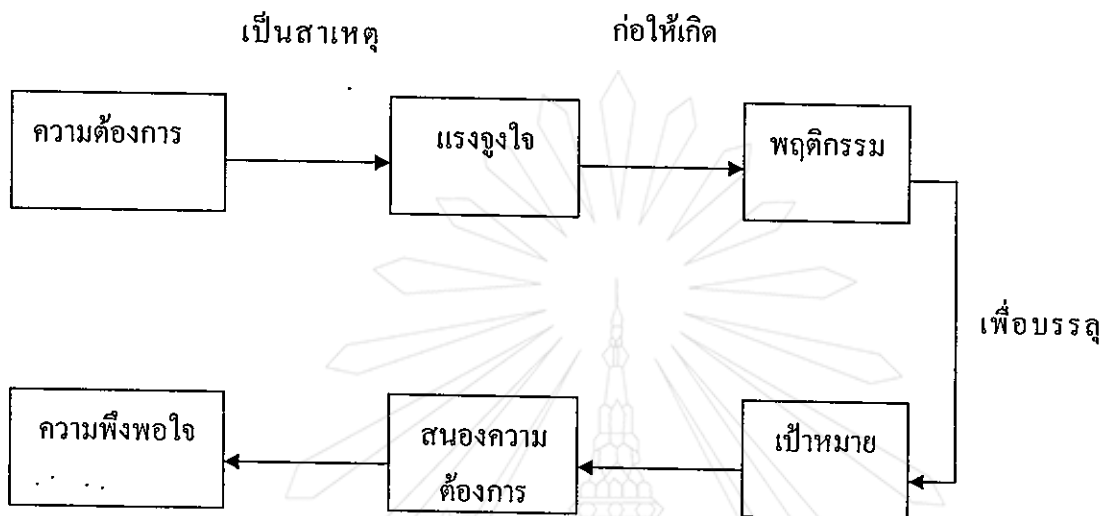 เป็นสาเหตุ
ก่อให้เกิด
ความต้องการ
แรงจูงใจ
พฤติกรรม
เพื่อบรรลุ
ความพึงพอใจ
สนองความ
ต้องการ
เป้าหมาย